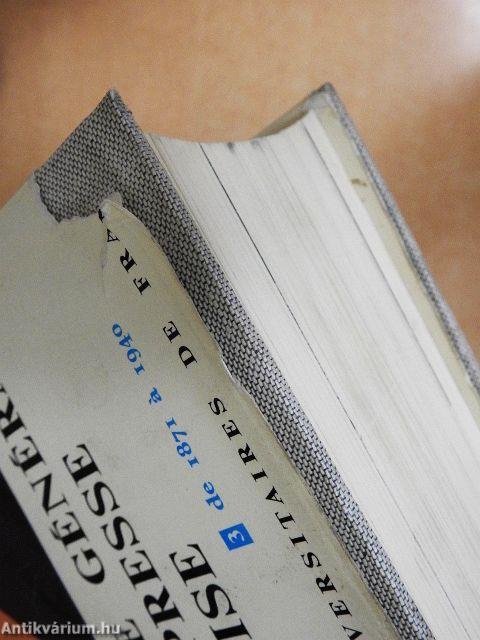 E GÉNÉR
PRESSE
ISE
3 de 1871 à 1940
VERSITAIRES DE FRA
Antikvárium.hu